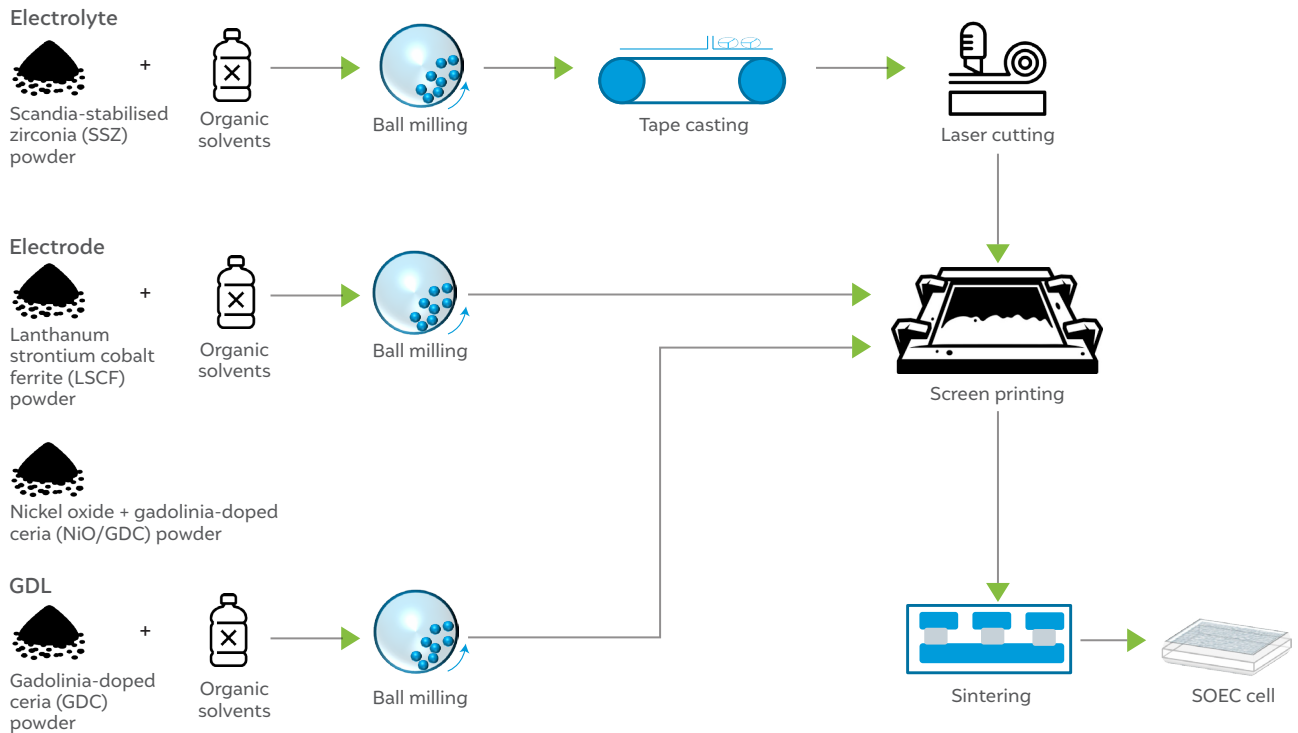 Electrolyte
+
Scandia-stabilised
zirconia (SSZ)
powder
Organic
solvents
Ball milling
Tape casting
Laser cutting
Electrode
+
Lanthanum
strontium cobalt
ferrite (LSCF)
powder
Organic
solvents
Ball milling
Screen printing
Nickel oxide + gadolinia-doped
ceria (NiO/GDC) powder
GDL
+
Gadolinia-doped
ceria (GDC)
powder
Organic
solvents
Ball milling
Sintering
SOEC cell